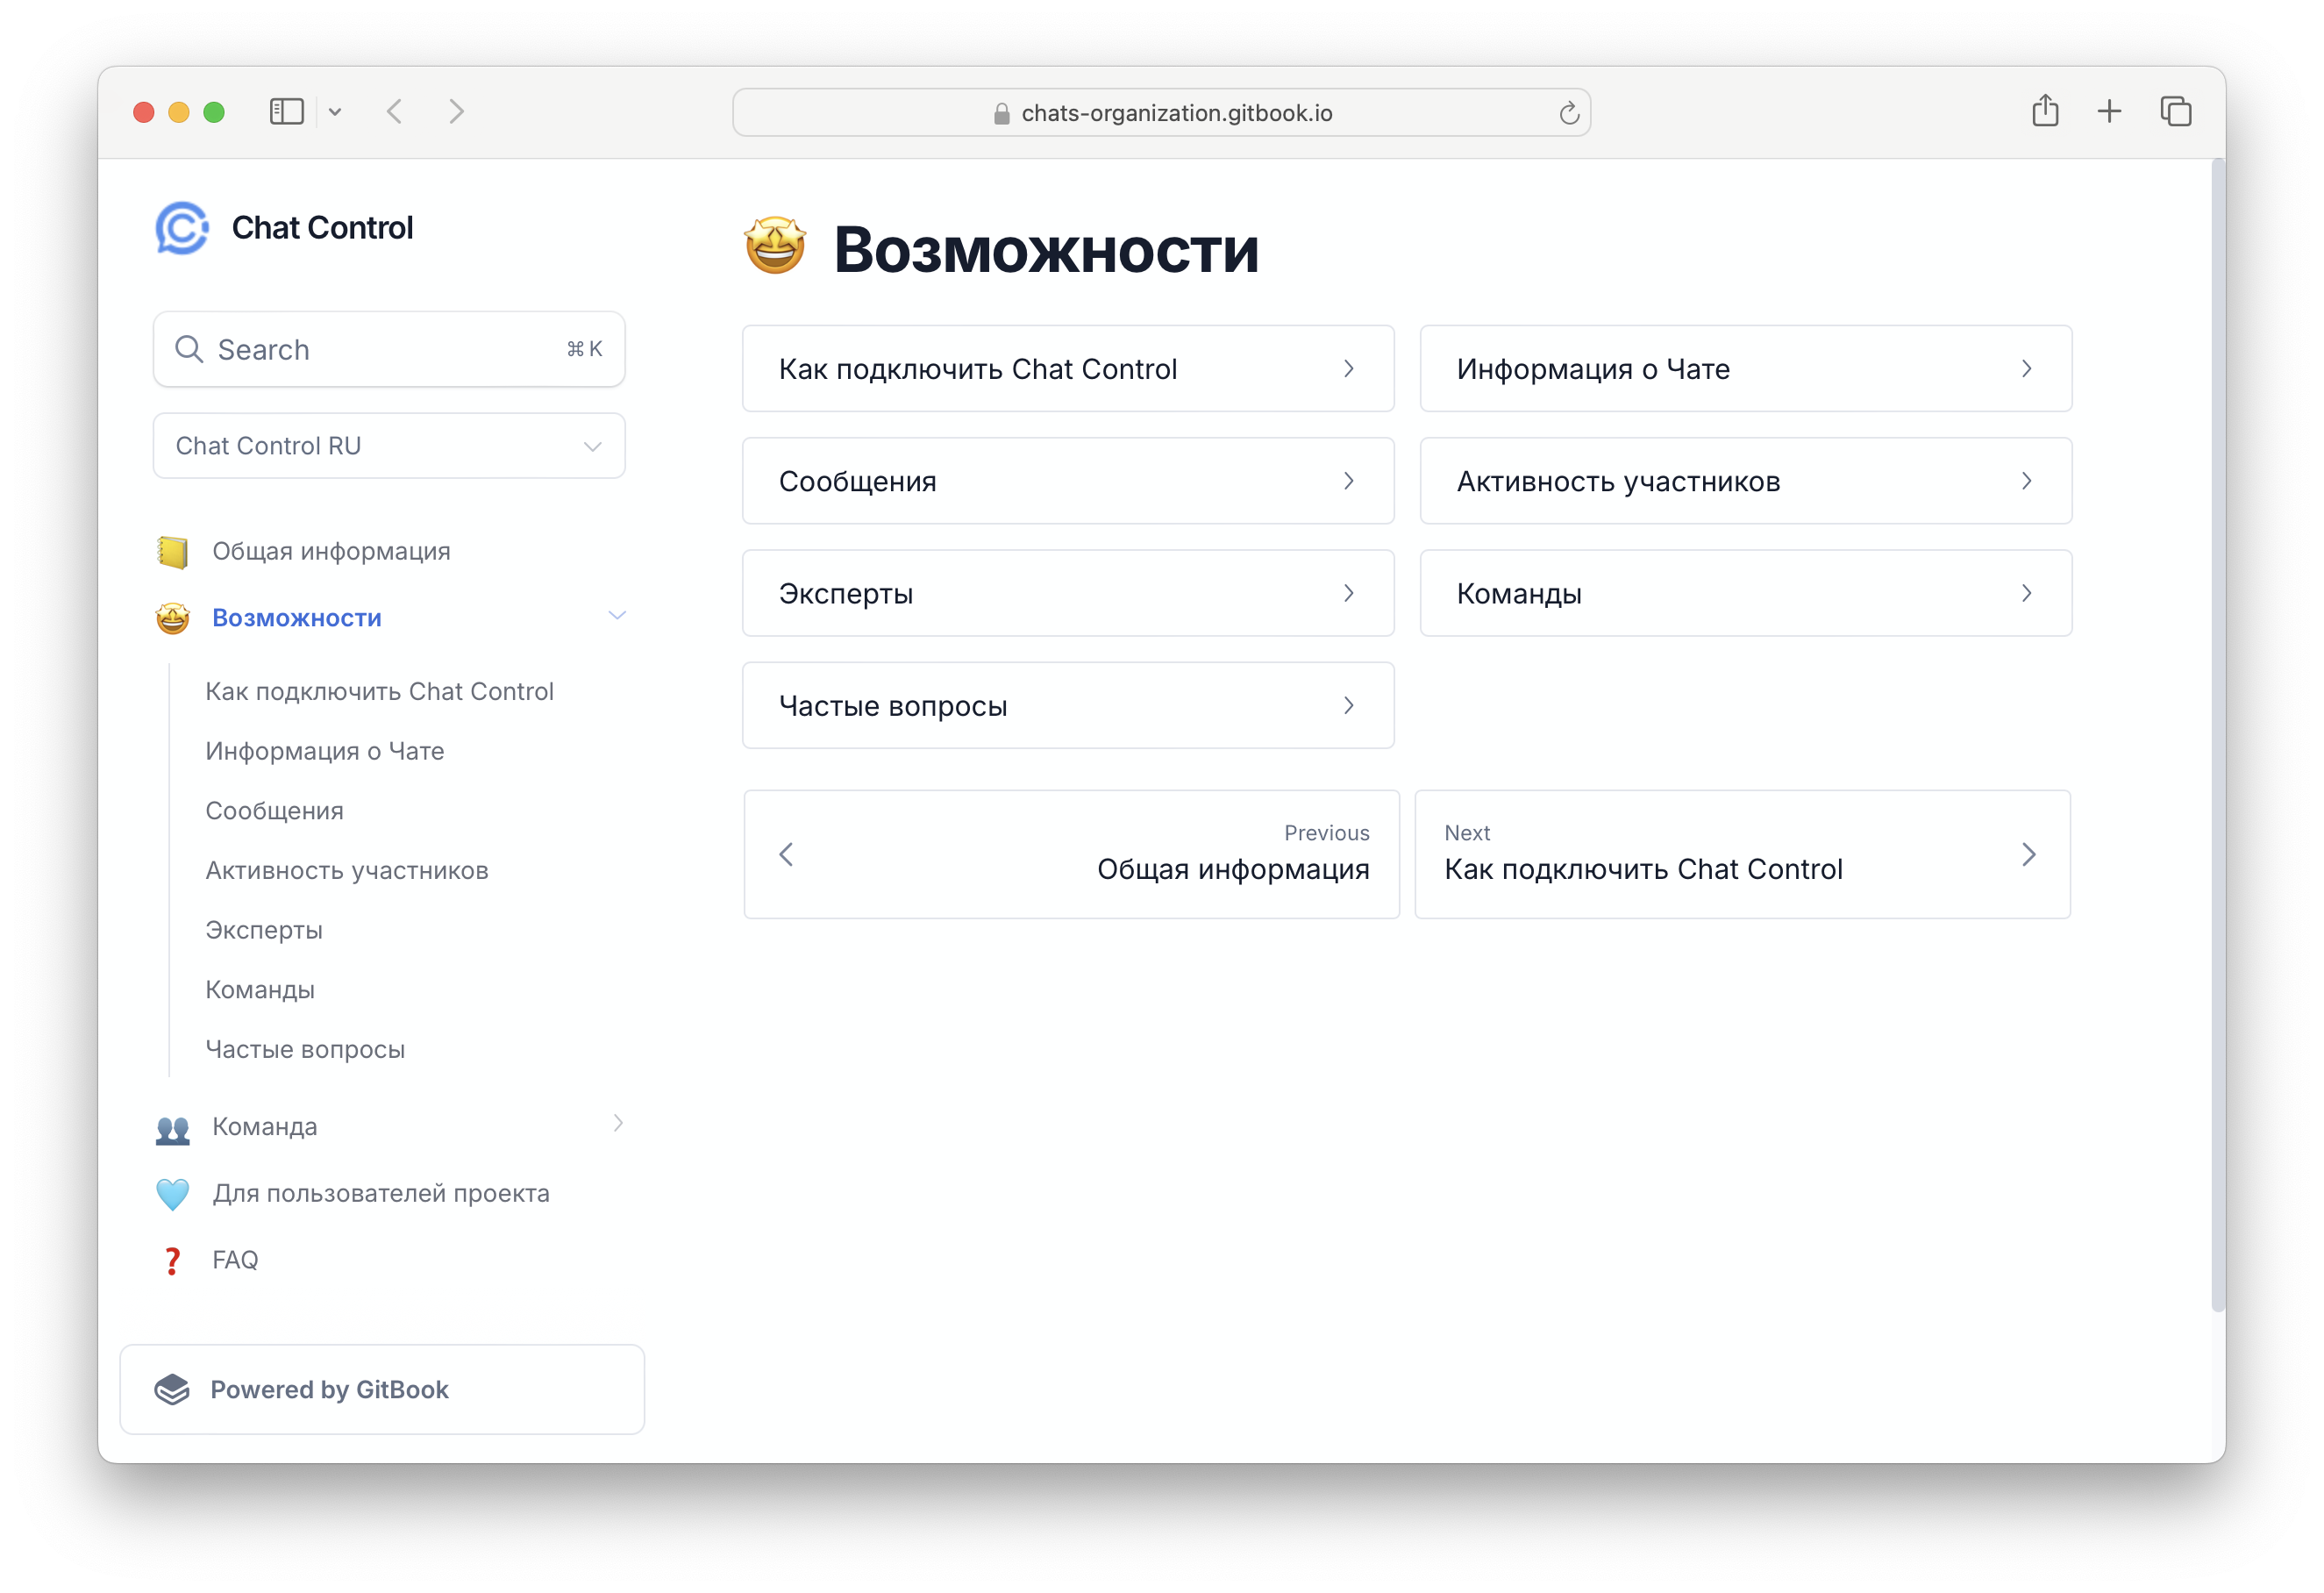 chats-organization.gitbook.io
Chat Control
Search
⌘ K
Chat Control RU
Общая информация
Возможности
Как подключить Chat Control
Информация о Чате
Сообщения
Активность участников
Эксперты
Команды
Частые вопросы
Команда
Для пользователей проекта
FAQ
Powered by GitBook
Возможности
Как подключить Chat Control
Информация о Чате
Сообщения
Активность участников
Эксперты
Команды
Частые вопросы
Previous
Общая информация
Next
Как подключить Chat Control